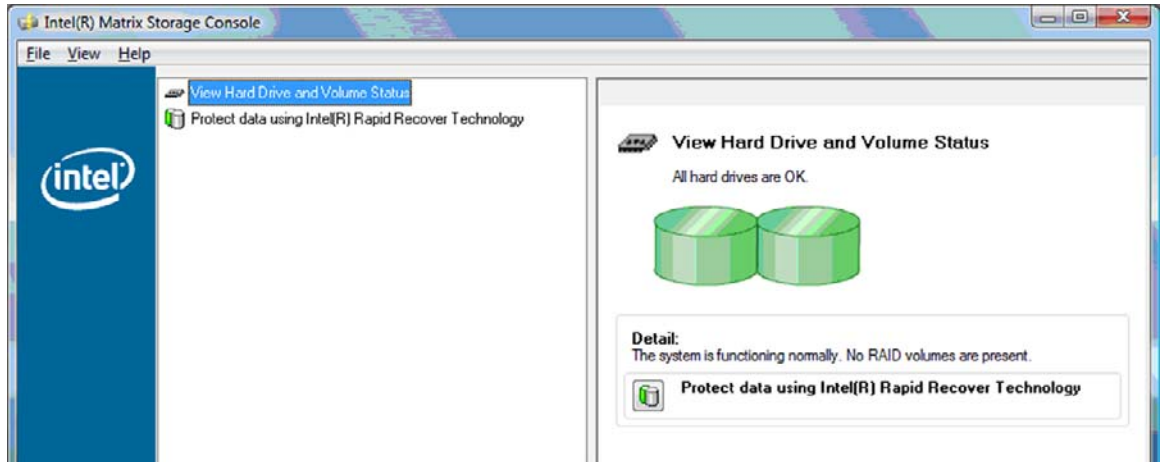 Intel(R) Matrix Storage Console
File View Help
View Hard Drive and Volume Status
Protect data using Intel(R) Rapid Recover Technology
intel
View Hard Drive and Volume Status
All hard drives are OK.
Detail:
The system is functioning normally. No RAID volumes are present.
Protect data using Intel(R) Rapid Recover Technology